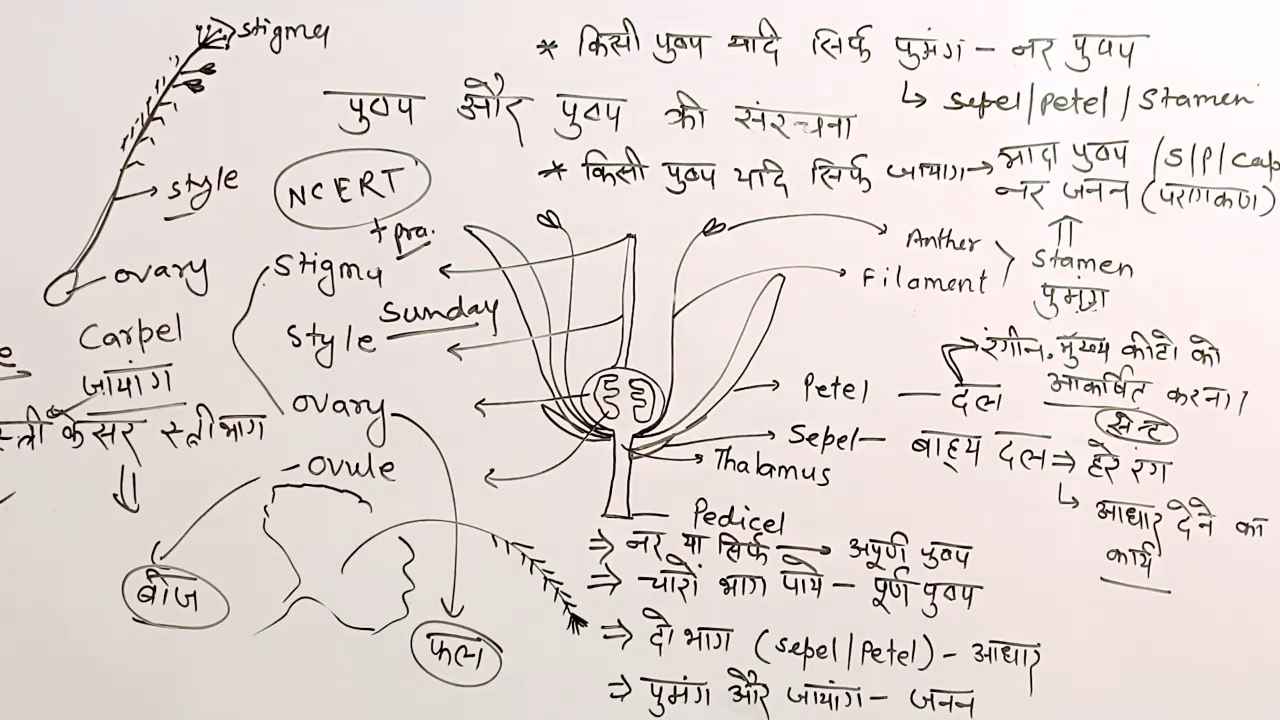 stigma
style
ovary
Carpel
जायांग
स्त्रीकेसर स्त्रीभाग
बीज
* किसी पुष्प यादि सिर्फ पुमंग - नर पुष्प
↳ Sepel/Petel/Stamen
पुष्प और पुष्प की संरचना
* किसी पुष्प यादि सिर्फ जायाग → मादा पुष्प /S/P/Cap
नर जनन (परागकण)
NCERT
+ pra.
Stigma
Sunday
Style
ovary
- ovule
फल
Anther
Filament
Stamen
पुमंग
Petel — दल
→ रंगीन. मुख्य कीटो को
आकर्षित करना।
सेन्ट
Sepel — बाह्य दल ⇒ हरे रंग
↳ आधार देने का
कार्य
Thalamus
Pedicel
⇒ नर या सिर्फ → अपूर्ण पुष्प
⇒ चारों भाग पाये - पूर्ण पुष्प
⇒ दो भाग (Sepel/Petel) - आधार
⇒ पुमंग और जायांग - जनन